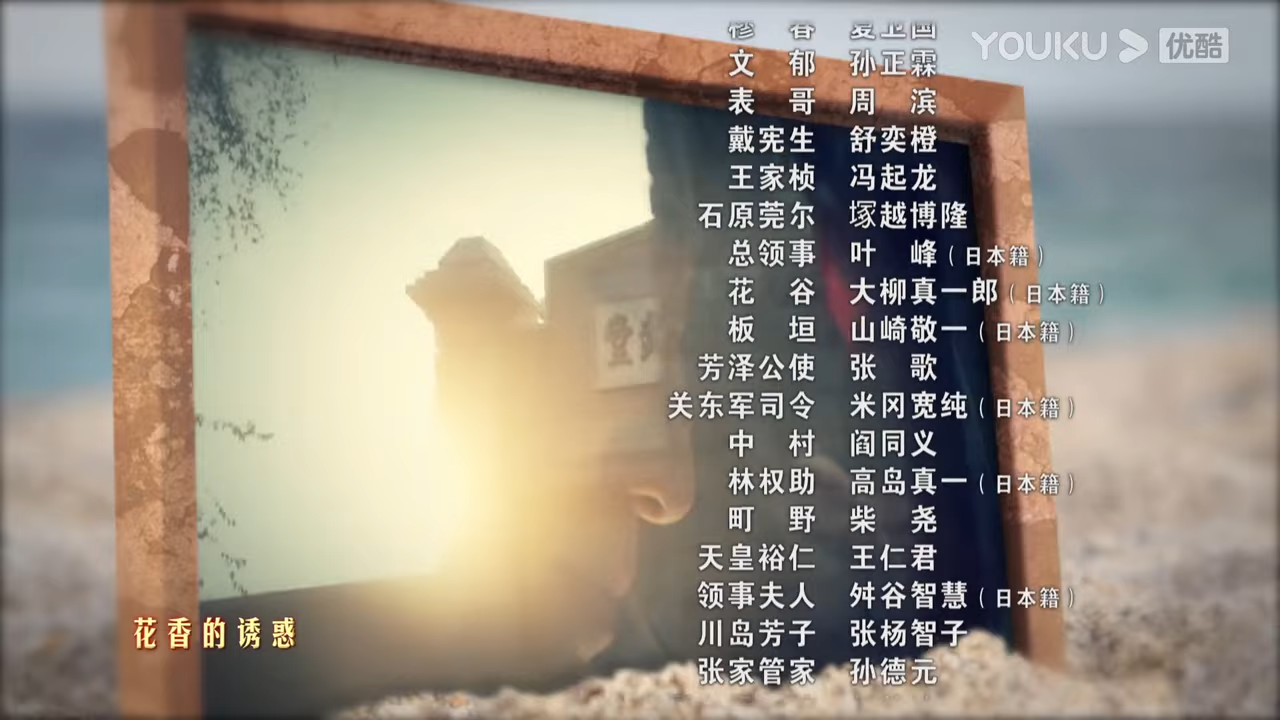 YOUKU 优酷
文郁 孙正霖
表哥 周滨
戴宪生 舒奕橙
王家桢 冯起龙
石原莞尔 塚越博隆
总领事 叶峰（日本籍）
花谷 大柳真一郎（日本籍）
板垣 山崎敬一（日本籍）
芳泽公使 张歌
关东军司令 米冈宽纯（日本籍）
中村 阎同义
林权助 高岛真一（日本籍）
町野 柴尧
天皇裕仁 王仁君
领事夫人 舛谷智慧（日本籍）
川岛芳子 张杨智子
张家管家 孙德元
花香的诱惑